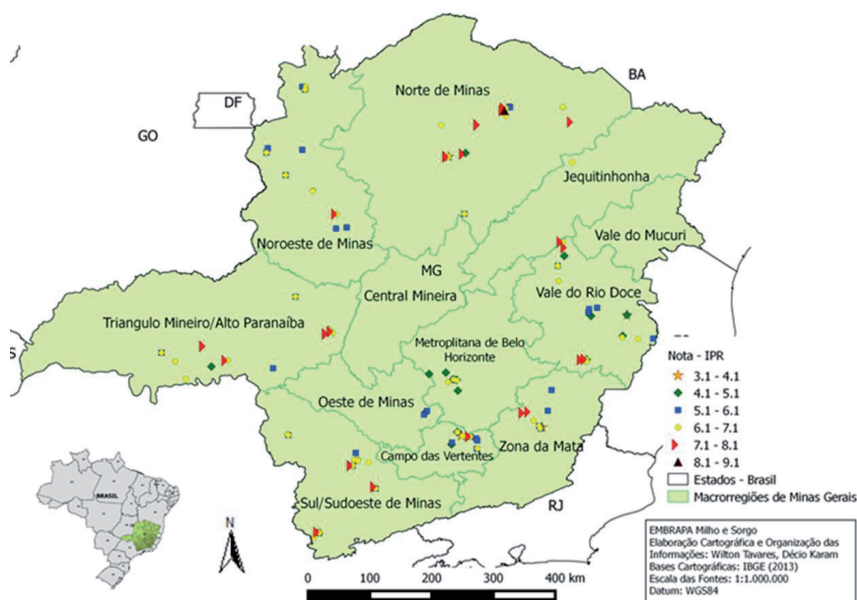 BA
Norte de Minas
DF
GO
Jequitinhonha
Vale do Mucuri
Noroeste de Minas
MG
Central Mineira
Vale do Rio Doce
Triangulo Mineiro/Alto Paranaíba
Metroplitana de Belo
Horizonte
Oeste de Minas
Campo das Vertentes
Zona da Mata
Sul/Sudoeste de Minas
RJ
Nota - IPR
3.1 - 4.1
4.1 - 5.1
5.1 - 6.1
6.1 - 7.1
7.1 - 8.1
8.1 - 9.1
Estados - Brasil
Macrorregiões de Minas Gerais
BRASIL
N
0 100 200 300 400 km
EMBRAPA Milho e Sorgo
Elaboração Cartográfica e Organização das
Informações: Wilton Tavares, Décio Karam
Bases Cartográficas: IBGE (2013)
Escala das Fontes: 1:1.000.000
Datum: WGS84